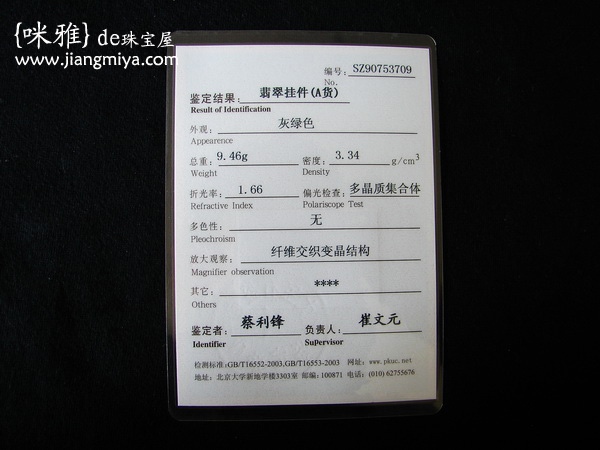 {咪雅}de珠宝屋
www.jiangmiya.com
编号: SZ90753709
No.
鉴定结果: 翡翠挂件(A货)
Result of Identification
外观: 灰绿色
Appearence
总重: 9.46g 密度: 3.34 g/cm³
Weight Density
折光率: 1.66 偏光检查: 多晶质集合体
Refractive Index Polariscope Test
多色性: 无
Pleochroism
放大观察: 纤维交织变晶结构
Magnifier observation
其它: ****
Others
鉴定者: 蔡利锋 负责人: 崔文元
Identifier Supervisor
检测标准:GB/T16552-2003,GB/T16553-2003 网址: www.pkuc.net
地址: 北京大学新地学楼3303室 邮编: 100871 电话: (010) 62755676